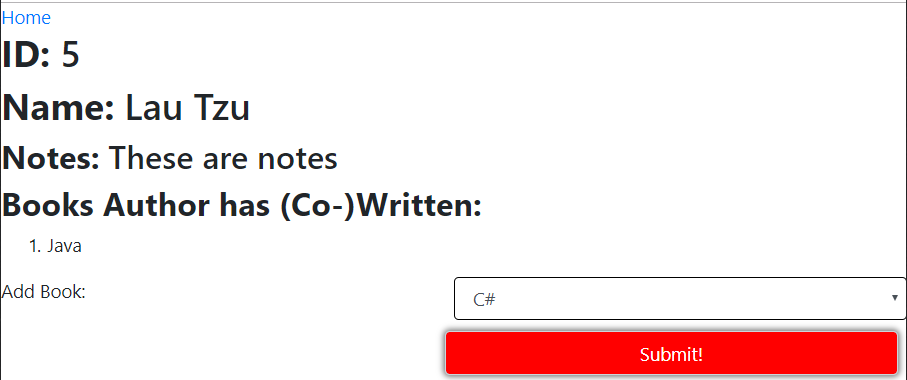 Home
ID: 5
Name: Lau Tzu
Notes: These are notes
Books Author has (Co-)Written:
1. Java
Add Book:
C#
Submit!